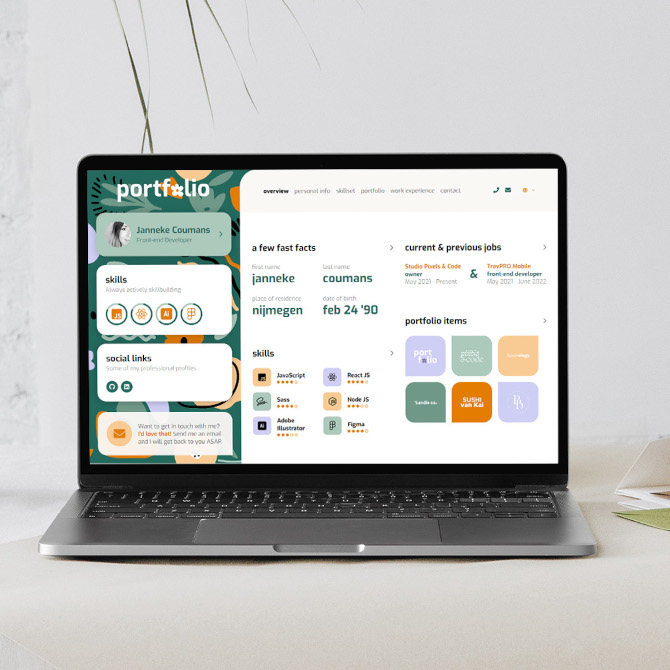 portfolio
Janneke Coumans
Front-end Developer
skills
Always actively skillbuilding
JS
Ai
social links
Some of my professional profiles
Want to get in touch with me?
I'd love that! Send me an email
and I will get back to you ASAP.
overview personal info skillset portfolio work experience contact
a few fast facts
first name last name
janneke coumans
place of residence date of birth
nijmegen feb 24 '90
skills
JavaScript React JS
Sass Node JS
Adobe Figma
Illustrator
current & previous jobs
Studio Pixels & Code & TravPRO Mobile
owner front-end developer
May 2021 - Present May 2021 - June 2022
portfolio items
portfolio
SUSHI
van Kai